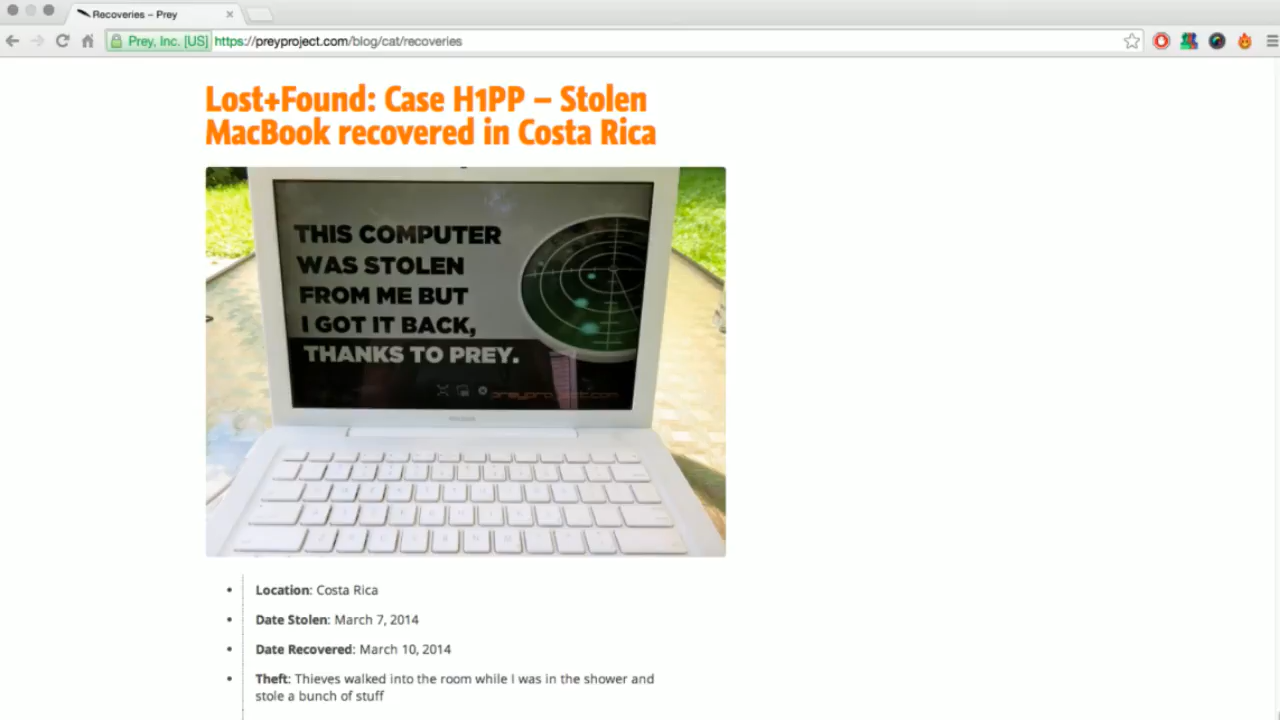 Recoveries – Prey
Prey, Inc. [US] https://preyproject.com/blog/cat/recoveries
Lost+Found: Case H1PP – Stolen
MacBook recovered in Costa Rica
THIS COMPUTER
WAS STOLEN
FROM ME BUT
I GOT IT BACK,
THANKS TO PREY.
preyproject.com
Location: Costa Rica
Date Stolen: March 7, 2014
Date Recovered: March 10, 2014
Theft: Thieves walked into the room while I was in the shower and
stole a bunch of stuff